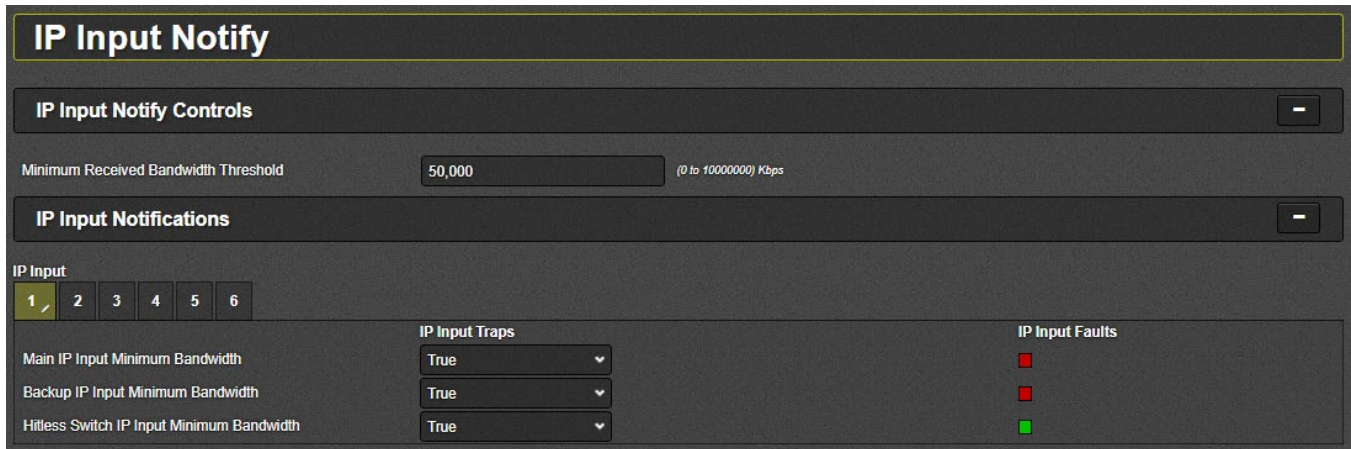 IP Input Notify
IP Input Notify Controls
Minimum Received Bandwidth Threshold 50,000 (0 to 10000000) Kbps
IP Input Notifications
IP Input
1 2 3 4 5 6
IP Input Traps IP Input Faults
Main IP Input Minimum Bandwidth True
Backup IP Input Minimum Bandwidth True
Hitless Switch IP Input Minimum Bandwidth True